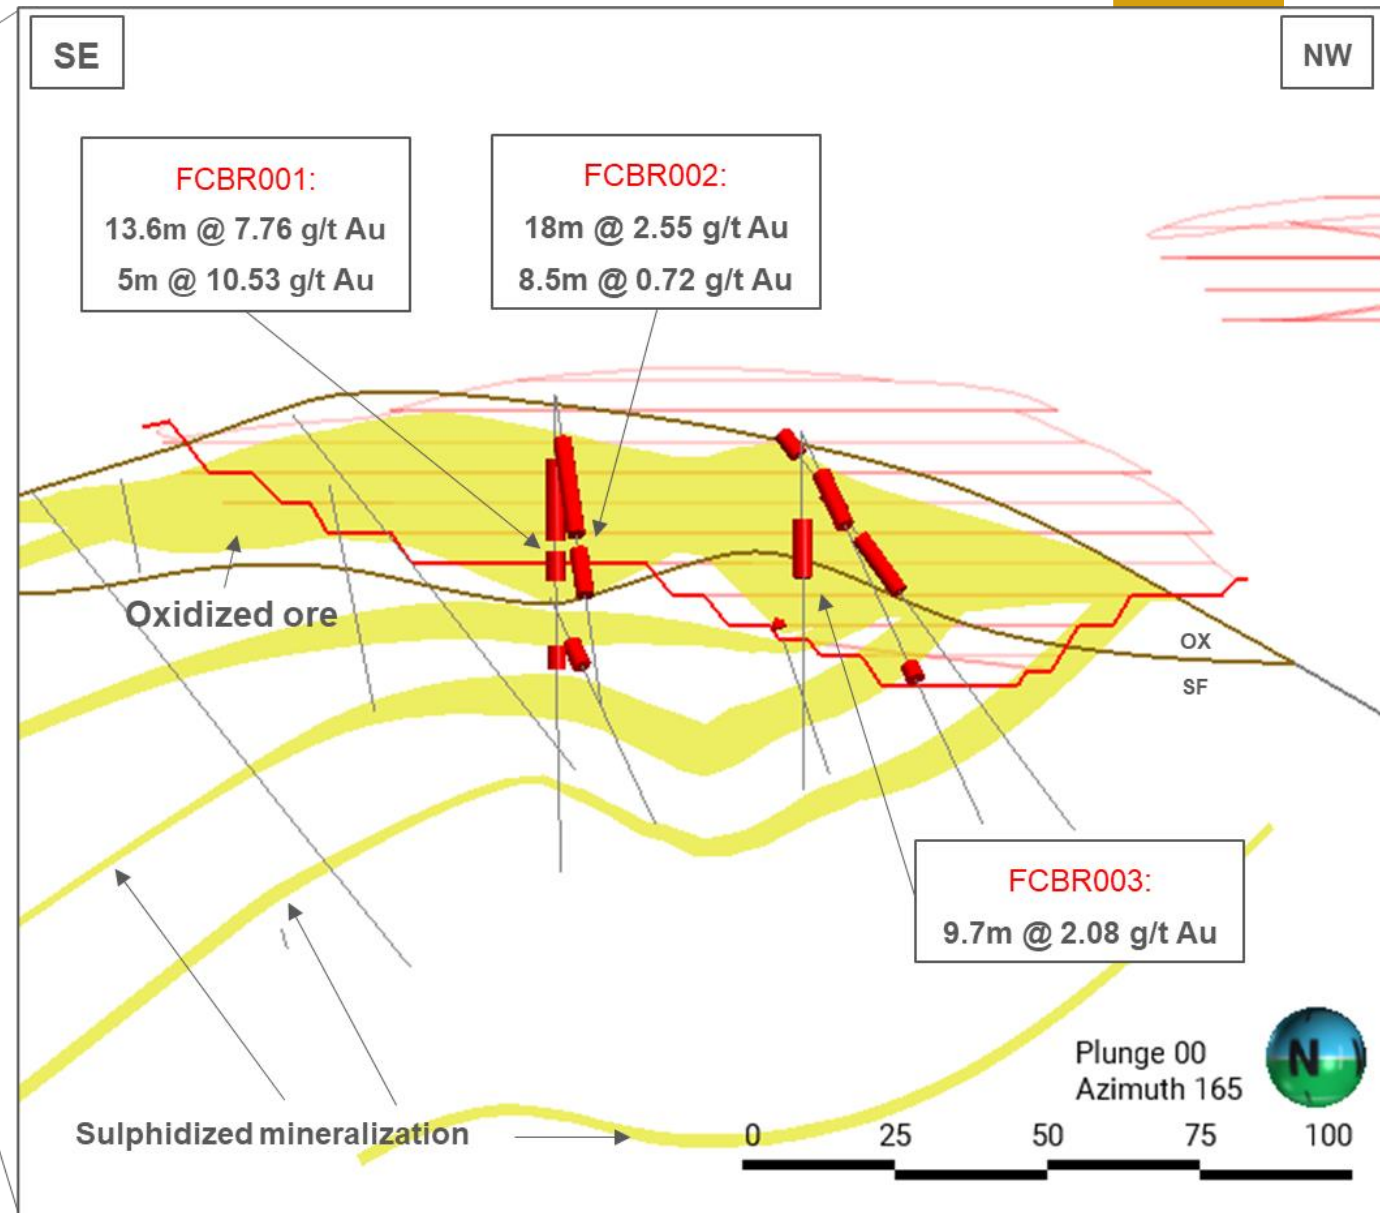 SE
NW
FCBR001:
13.6m @ 7.76 g/t Au
5m @ 10.53 g/t Au
FCBR002:
18m @ 2.55 g/t Au
8.5m @ 0.72 g/t Au
Oxidized ore
OX
SF
FCBR003:
9.7m @ 2.08 g/t Au
Plunge 00
Azimuth 165
N
Sulphidized mineralization
0 25 50 75 100